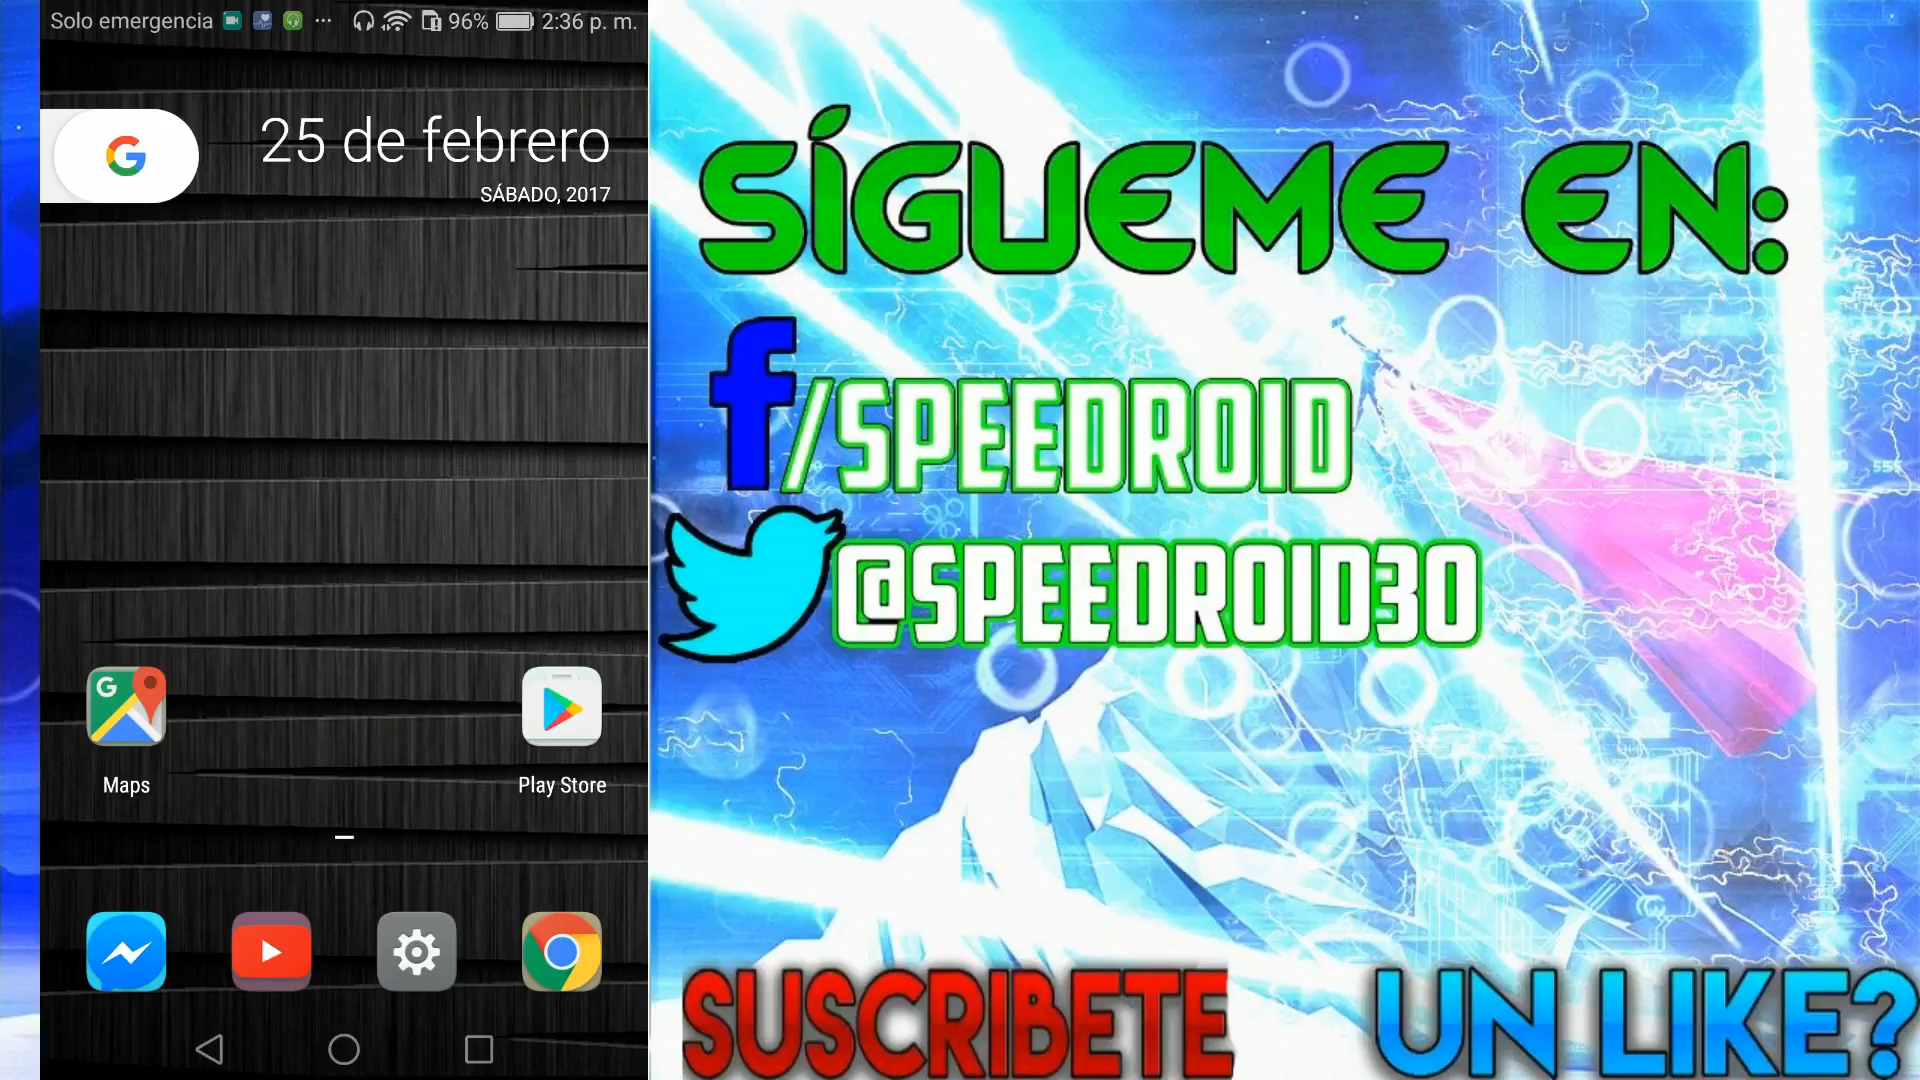 Solo emergencia ··· 96% 2:36 p. m.
G
25 de febrero
SÁBADO, 2017
G
Maps
Play Store
SÍGUEME EN:
f/SPEEDROID
@SPEEDROID30
SUSCRIBETE
UN LIKE?